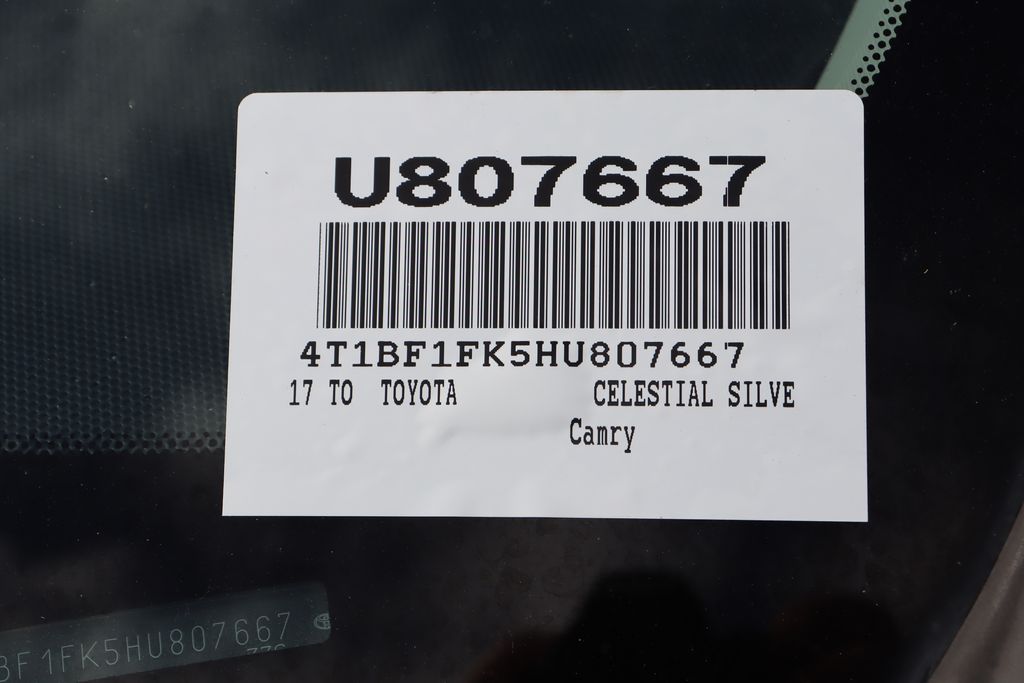 U807667
4T1BF1FK5HU807667
17 TO TOYOTA CELESTIAL SILVE
Camry
BF1FK5HU807667